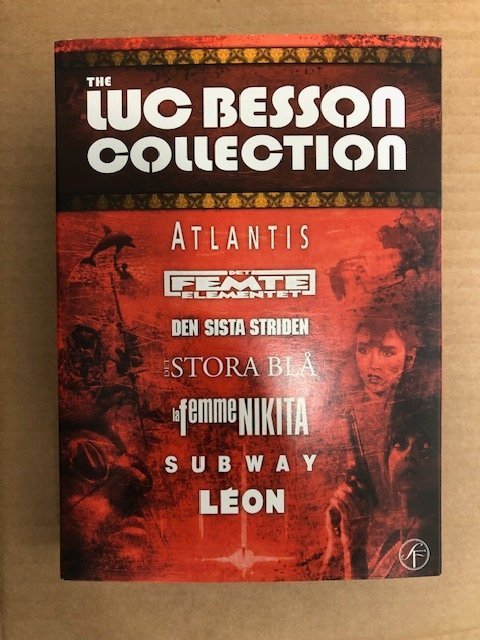 THE
LUC BESSON
COLLECTION
ATLANTIS
DET
FEMTE
ELEMENTET
DEN SISTA STRIDEN
DET STORA BLÅ
la femme NIKITA
SUBWAY
LÉON
SF